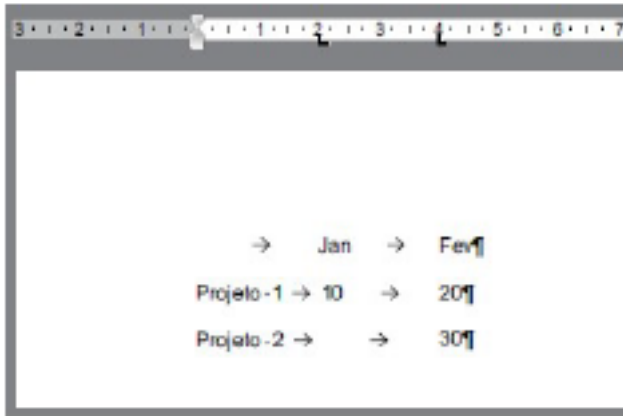 3 2 1 1 2 3 4 5 6 7
→ Jan → Fev¶
Projeto-1 → 10 → 20¶
Projeto-2 → → 30¶